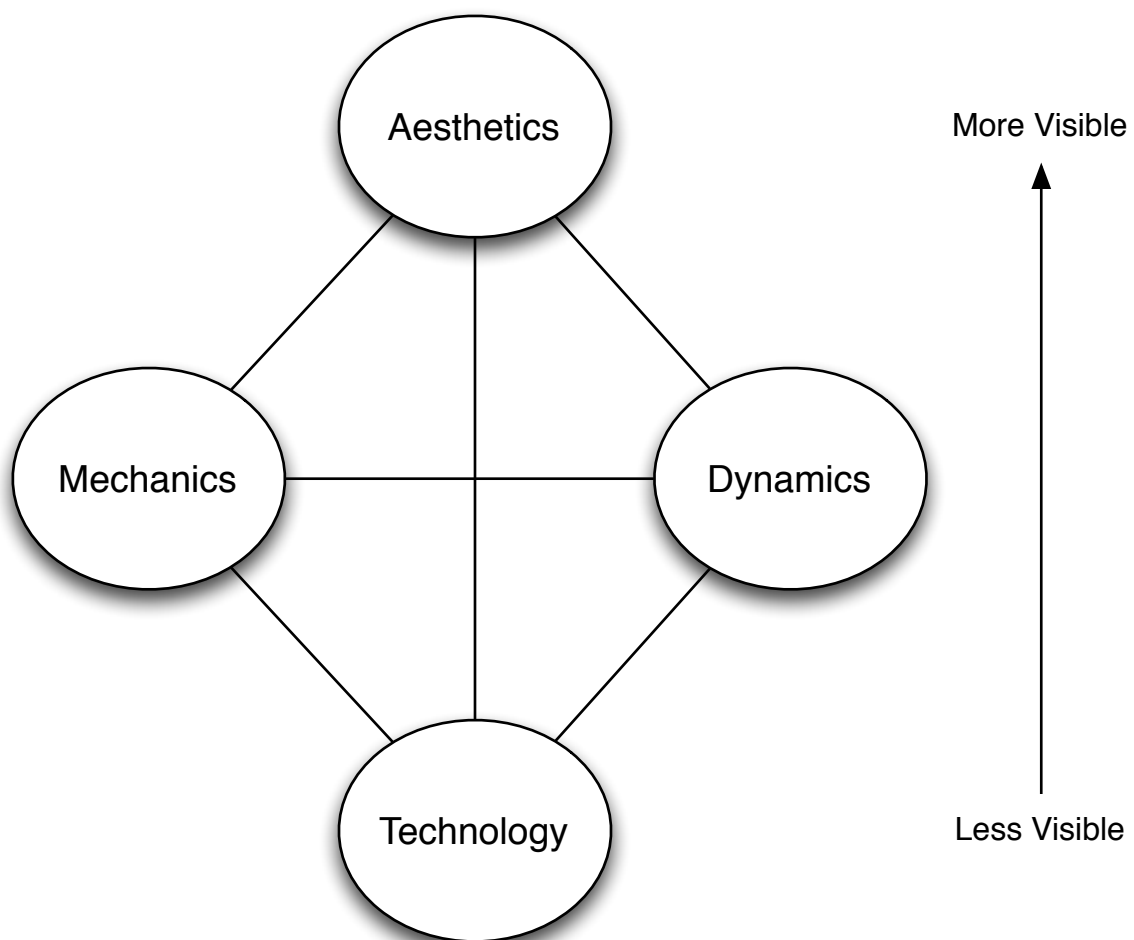 Aesthetics
More Visible
Mechanics
Dynamics
Technology
Less Visible